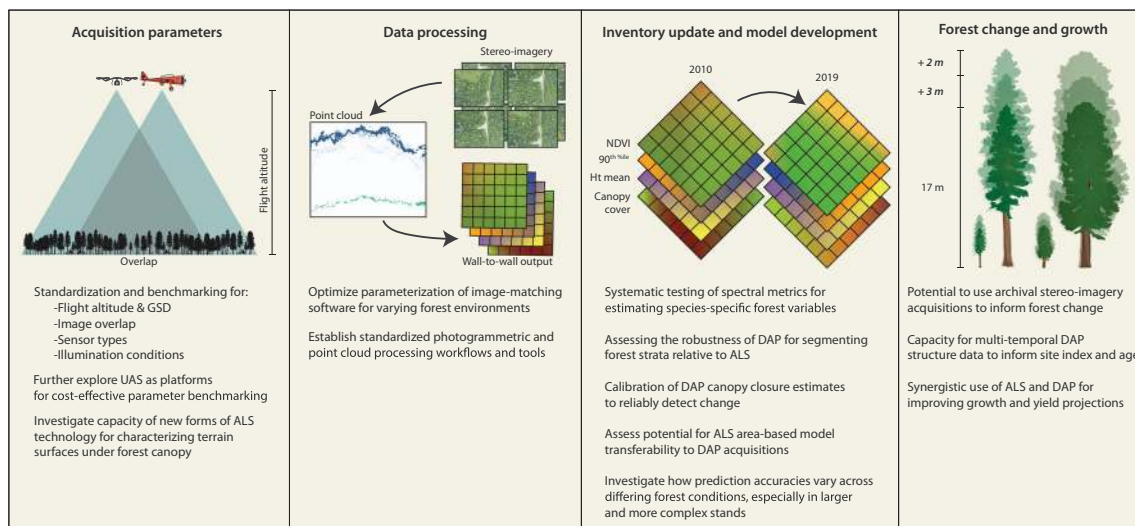 Acquisition parameters
Flight altitude
Overlap
Standardization and benchmarking for:
-Flight altitude & GSD
-Image overlap
-Sensor types
-Illumination conditions
Further explore UAS as platforms
for cost-effective parameter benchmarking
Investigate capacity of new forms of ALS
technology for characterizing terrain
surfaces under forest canopy
Data processing
Stereo-imagery
Point cloud
Wall-to-wall output
Optimize parameterization of image-matching
software for varying forest environments
Establish standardized photogrammetric and
point cloud processing workflows and tools
Inventory update and model development
2010
2019
NDVI
90th %ile
Ht mean
Canopy
cover
Systematic testing of spectral metrics for
estimating species-specific forest variables
Assessing the robustness of DAP for segmenting
forest strata relative to ALS
Calibration of DAP canopy closure estimates
to reliably detect change
Assess potential for ALS area-based model
transferability to DAP acquisitions
Investigate how prediction accuracies vary across
differing forest conditions, especially in larger
and more complex stands
Forest change and growth
+ 2 m
+ 3 m
17 m
Potential to use archival stereo-imagery
acquisitions to inform forest change
Capacity for multi-temporal DAP
structure data to inform site index and age
Synergistic use of ALS and DAP for
improving growth and yield projections